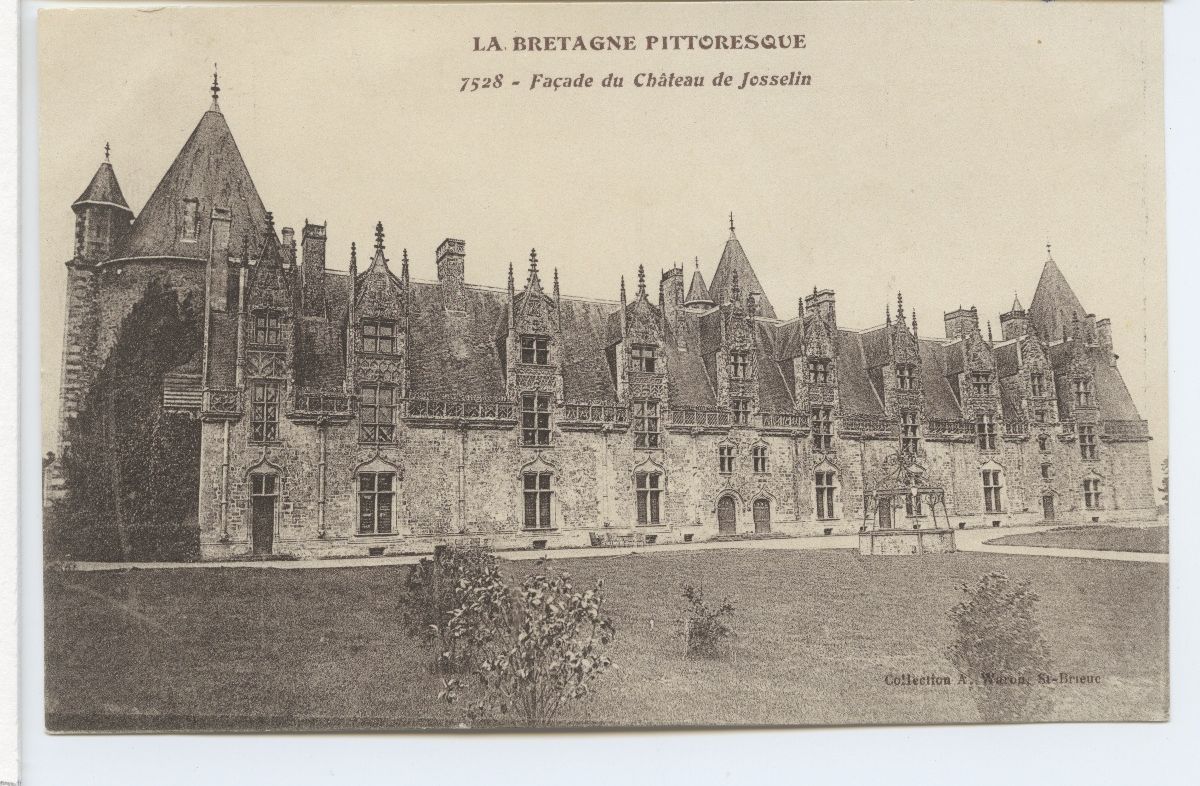 LA BRETAGNE PITTORESQUE
7528 - Façade du Château de Josselin
Collection A. Waron, St-Brieuc